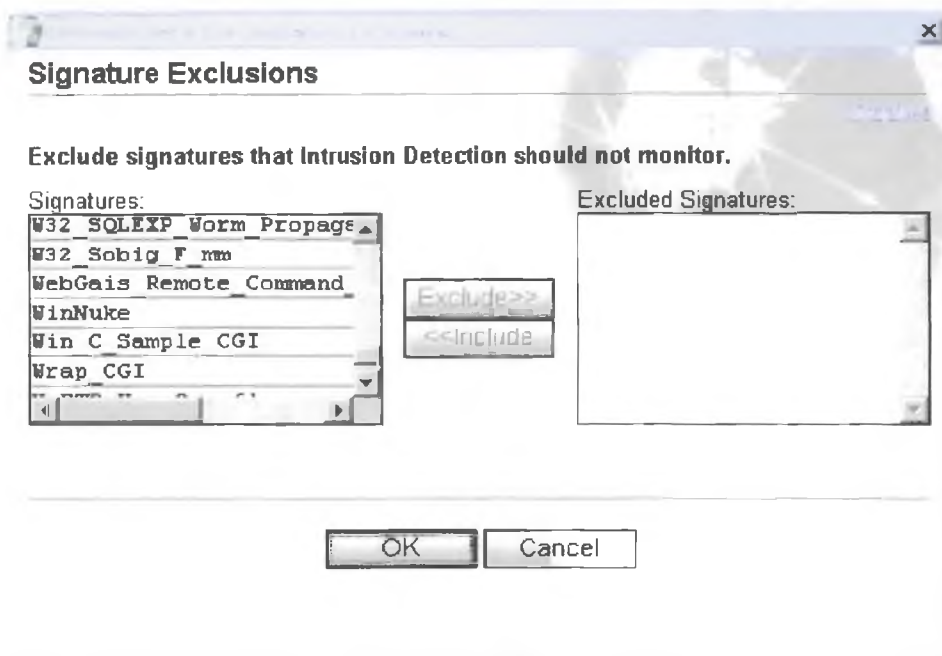 Signature Exclusions
Exclude signatures that Intrusion Detection should not monitor.
Signatures:
W32_SQLEXP_Worm_Propaga
W32_Sobig_F_mm
WebGais_Remote_Command_
WinNuke
Win_C_Sample_CGI
Wrap_CGI
Exclude>>
<<Include
Excluded Signatures:
OK
Cancel